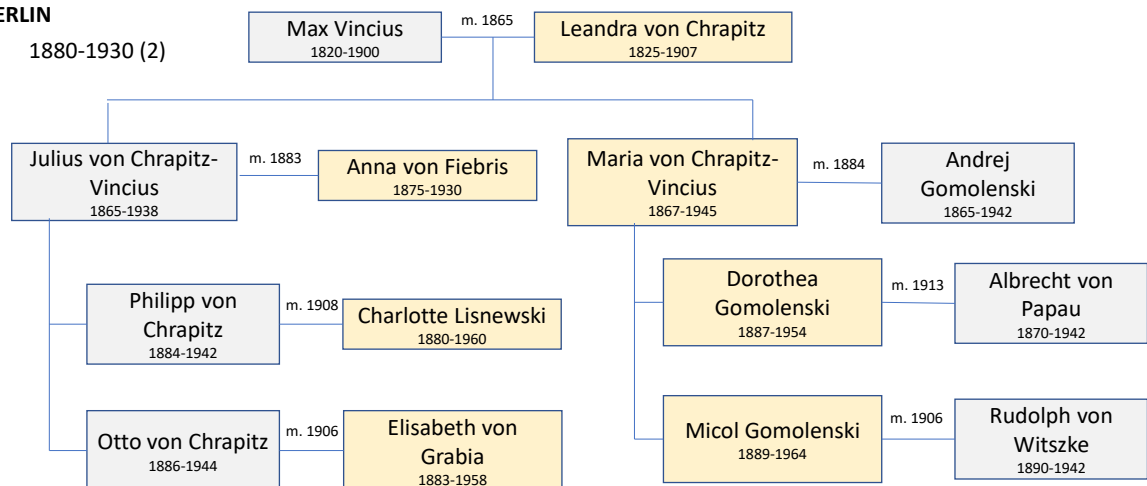 ERLIN
1880-1930 (2)
Max Vincius
1820-1900
m. 1865
Leandra von Chrapitz
1825-1907
Julius von Chrapitz-
Vincius
1865-1938
m. 1883
Anna von Fiebris
1875-1930
Maria von Chrapitz-
Vincius
1867-1945
m. 1884
Andrej
Gomolenski
1865-1942
Philipp von
Chrapitz
1884-1942
m. 1908
Charlotte Lisnewski
1880-1960
Dorothea
Gomolenski
1887-1954
m. 1913
Albrecht von
Papau
1870-1942
Otto von Chrapitz
1886-1944
m. 1906
Elisabeth von
Grabia
1883-1958
Micol Gomolenski
1889-1964
m. 1906
Rudolph von
Witszke
1890-1942